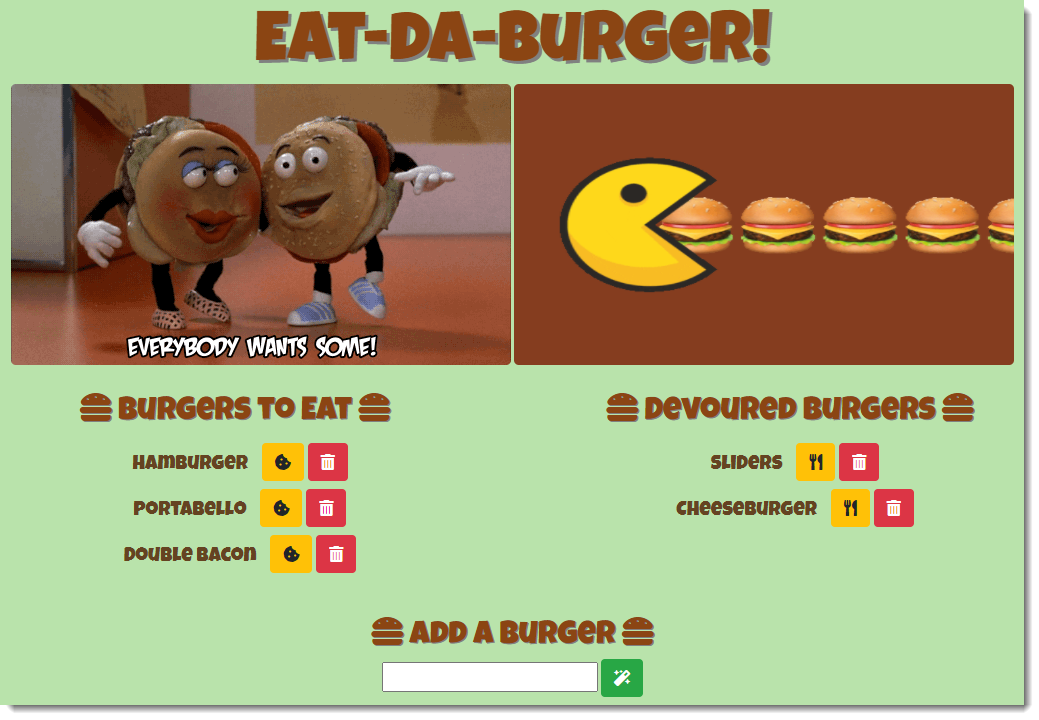 EAT-DA-BURGER!
EVERYBODY WANTS SOME!
BURGERS TO EAT
HAMBURGER
PORTABELLO
DOUBLE BACON
DEVOURED BURGERS
SLIDERS
CHEESEBURGER
ADD A BURGER